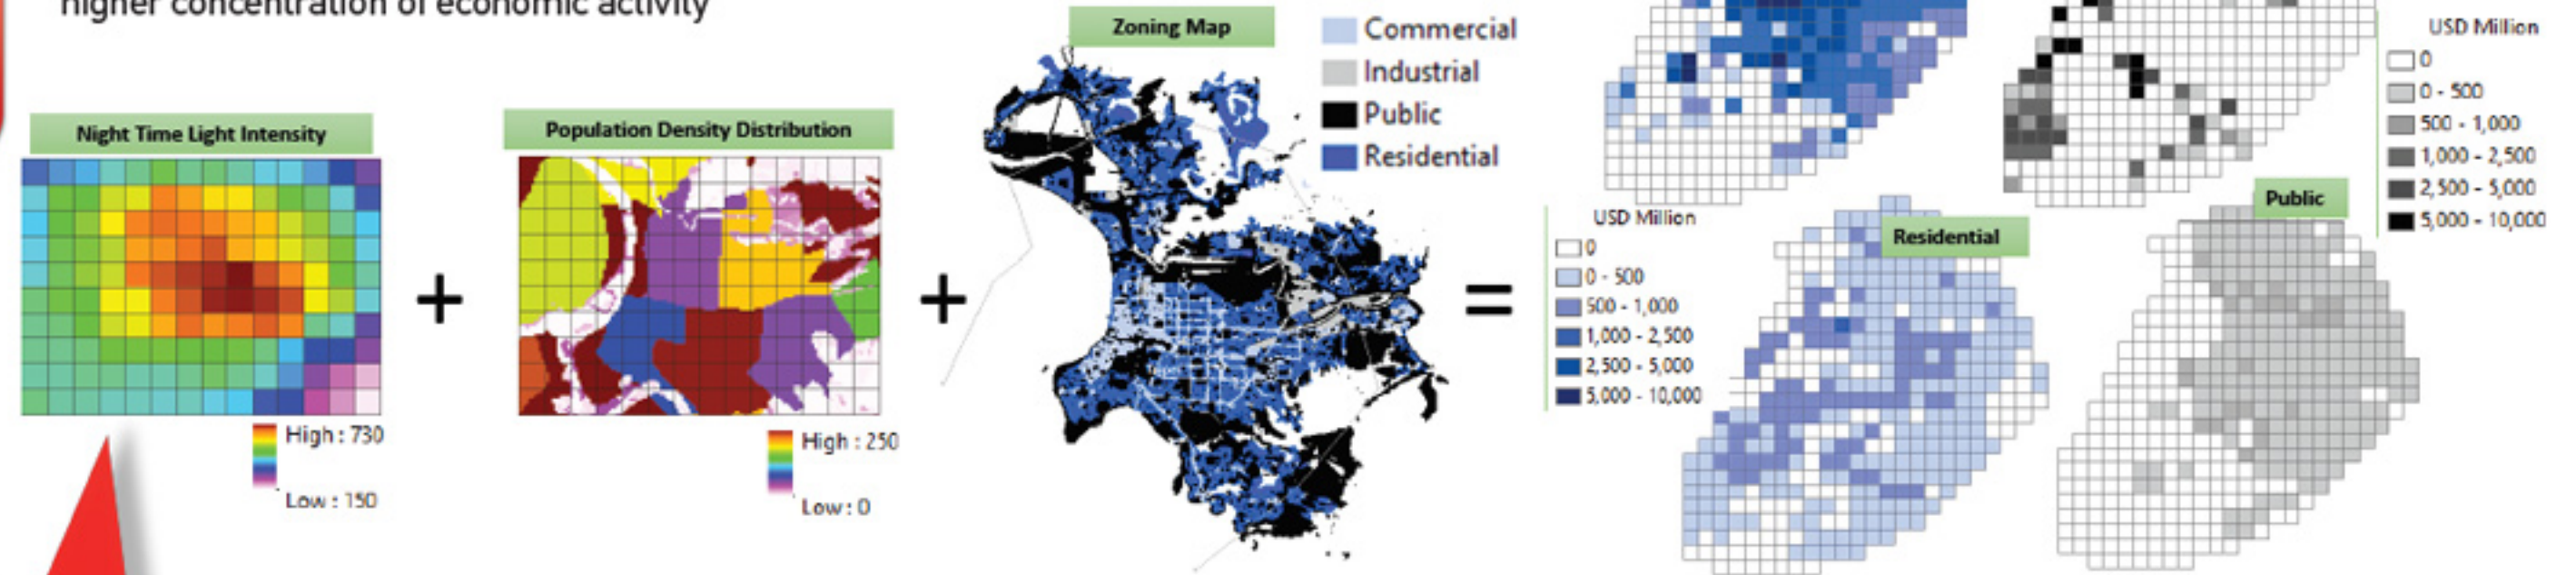 higher concentration of economic activity
Night Time Light Intensity
High : 730
Low : 150
+
Population Density Distribution
High : 250
Low : 0
+
Zoning Map
Commercial
Industrial
Public
Residential
=
USD Million
0
0 - 500
500 - 1,000
1,000 - 2,500
2,500 - 5,000
5,000 - 10,000
Residential
Public
USD Million
0
0 - 500
500 - 1,000
1,000 - 2,500
2,500 - 5,000
5,000 - 10,000